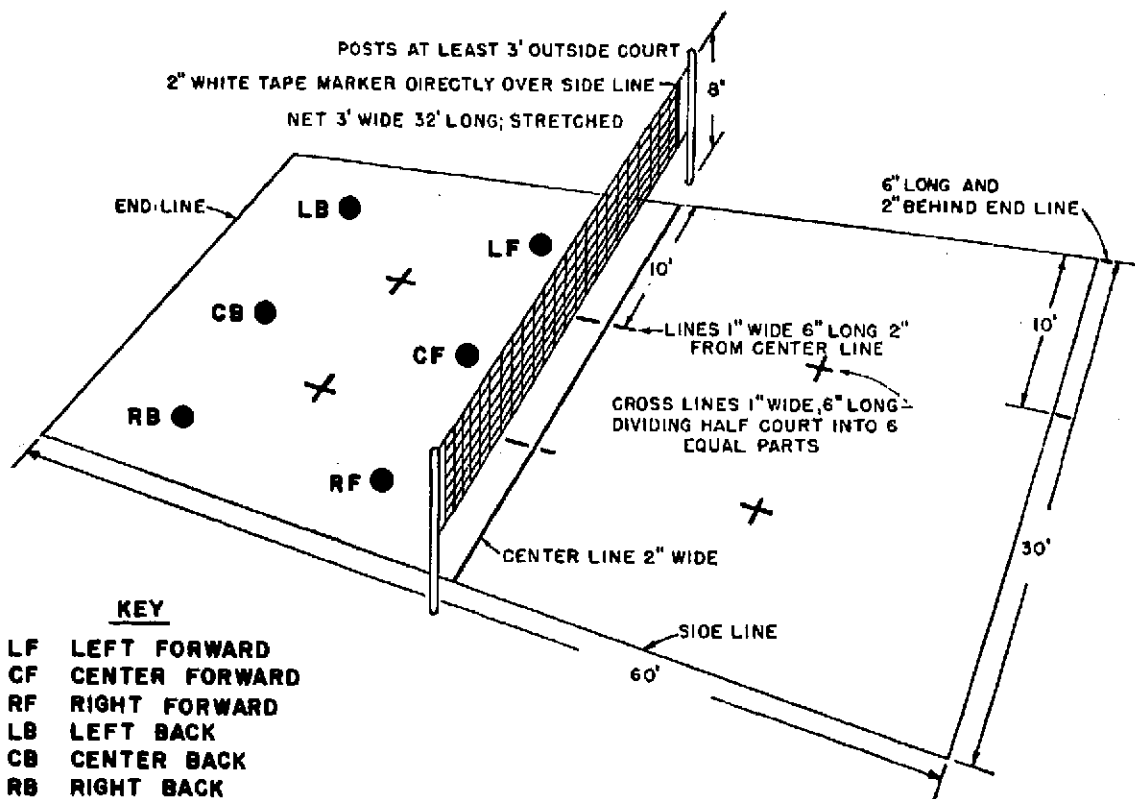 POSTS AT LEAST 3' OUTSIDE COURT
2" WHITE TAPE MARKER DIRECTLY OVER SIDE LINE
8'
NET 3' WIDE 32' LONG; STRETCHED
END LINE
LB
LF
6" LONG AND
2" BEHIND END LINE
10'
CB
CF
LINES 1" WIDE 6" LONG 2"
FROM CENTER LINE
10'
RB
CROSS LINES 1" WIDE, 6" LONG
DIVIDING HALF COURT INTO 6
EQUAL PARTS
RF
CENTER LINE 2" WIDE
30'
SIDE LINE
60'
KEY
LF LEFT FORWARD
CF CENTER FORWARD
RF RIGHT FORWARD
LB LEFT BACK
CB CENTER BACK
RB RIGHT BACK